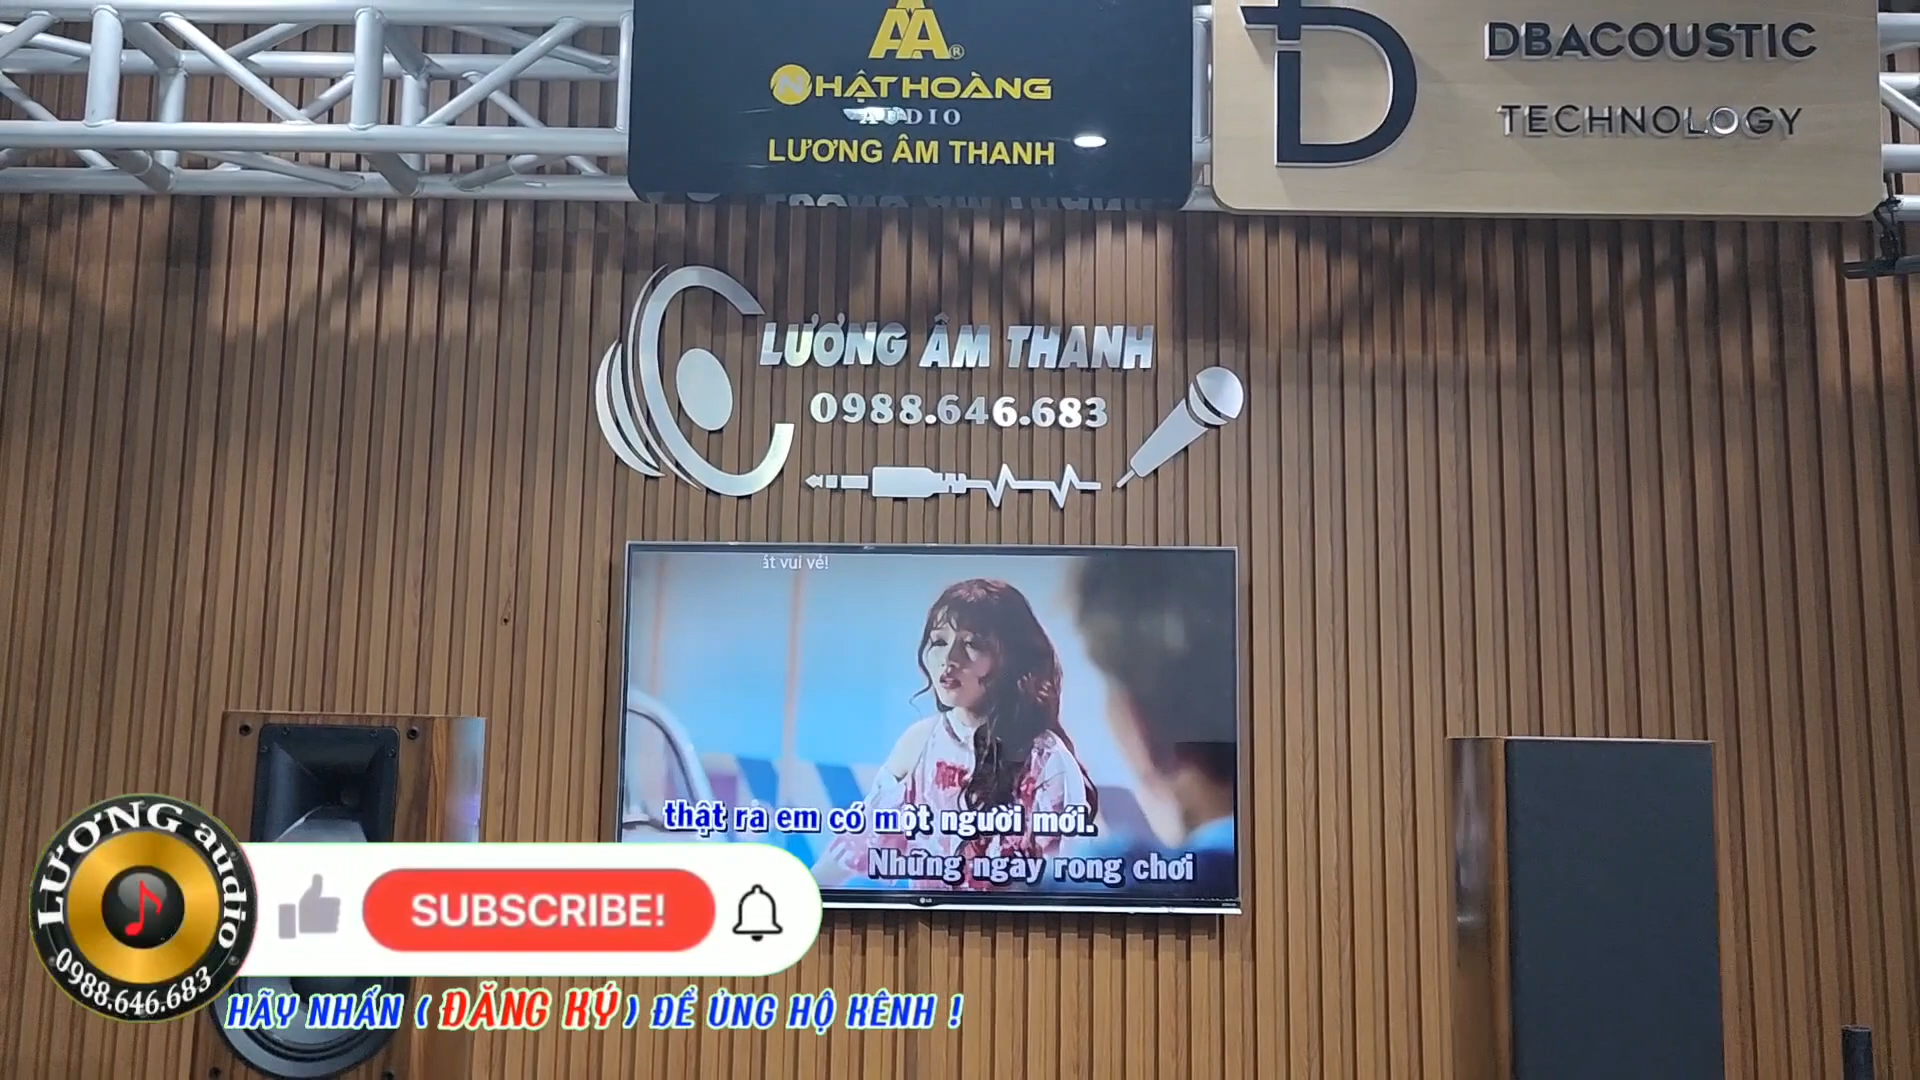 AA®
NHẬT HOÀNG
AUDIO
LƯƠNG ÂM THANH
DBACOUSTIC
TECHNOLOGY
LƯƠNG ÂM THANH
0988.646.683
ất vui vẻ!
thật ra em có một người mới.
Những ngày rong chơi
LG
LƯƠNG audio
0988.646.683
SUBSCRIBE!
HÃY NHẤN ( ĐĂNG KÝ ) ĐỂ ỦNG HỘ KÊNH !